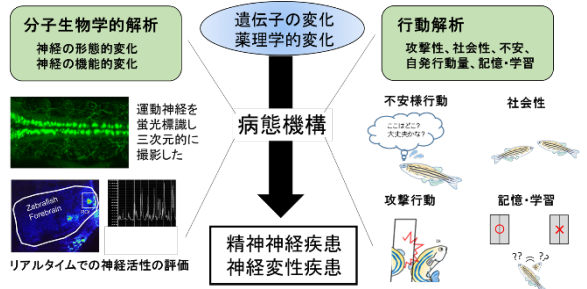 分子生物学的解析
神経の形態的変化
神経の機能的変化
遺伝子の変化
薬理学的変化
行動解析
攻撃性、社会性、不安、
自発行動量、記憶・学習
運動神経を
蛍光標識し
三次元的に
撮影した
Zebrafish
Forebrain
リアルタイムでの神経活性の評価
病態機構
精神神経疾患
神経変性疾患
不安様行動
ここはどこ?
大丈夫かな?
社会性
攻撃行動
記憶・学習
?? ??